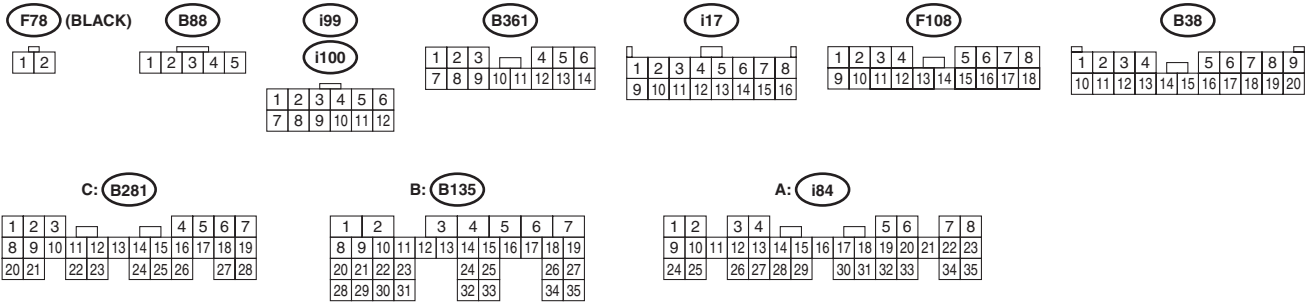 F78 (BLACK) B88 i99 B361 i17 F108 B38
i100
1 2
1 2 3 4 5
1 2 3 4 5 6
7 8 9 10 11 12
1 2 3 4 5 6
7 8 9 10 11 12 13 14
1 2 3 4 5 6 7 8
9 10 11 12 13 14 15 16
1 2 3 4 5 6 7 8
9 10 11 12 13 14 15 16 17 18
1 2 3 4 5 6 7 8 9
10 11 12 13 14 15 16 17 18 19 20
C: B281
1 2 3 4 5 6 7
8 9 10 11 12 13 14 15 16 17 18 19
20 21 22 23 24 25 26 27 28
B: B135
1 2 3 4 5 6 7
8 9 10 11 12 13 14 15 16 17 18 19
20 21 22 23 24 25 26 27
28 29 30 31 32 33 34 35
A: i84
1 2 3 4 5 6 7 8
9 10 11 12 13 14 15 16 17 18 19 20 21 22 23
24 25 26 27 28 29 30 31 32 33 34 35